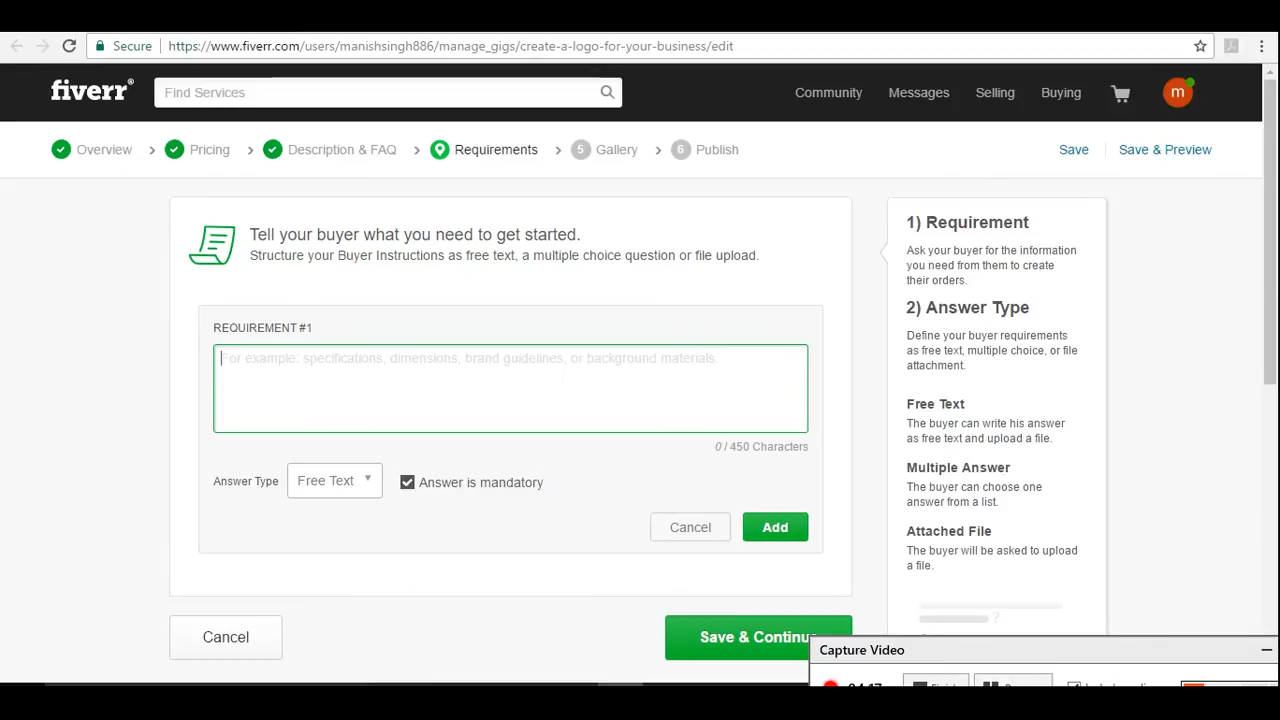 Secure https://www.fiverr.com/users/manishsingh886/manage_gigs/create-a-logo-for-your-business/edit
fiverr® Find Services Community Messages Selling Buying m
Overview Pricing Description & FAQ Requirements 5 Gallery 6 Publish Save Save & Preview
Tell your buyer what you need to get started.
Structure your Buyer Instructions as free text, a multiple choice question or file upload.
REQUIREMENT #1
For example: specifications, dimensions, brand guidelines, or background materials.
0 / 450 Characters
Answer Type Free Text Answer is mandatory
Cancel Add
Cancel Save & Continu
1) Requirement
Ask your buyer for the information
you need from them to create
their orders.
2) Answer Type
Define your buyer requirements
as free text, multiple choice, or file
attachment.
Free Text
The buyer can write his answer
as free text and upload a file.
Multiple Answer
The buyer can choose one
answer from a list.
Attached File
The buyer will be asked to upload
a file.
?
Capture Video